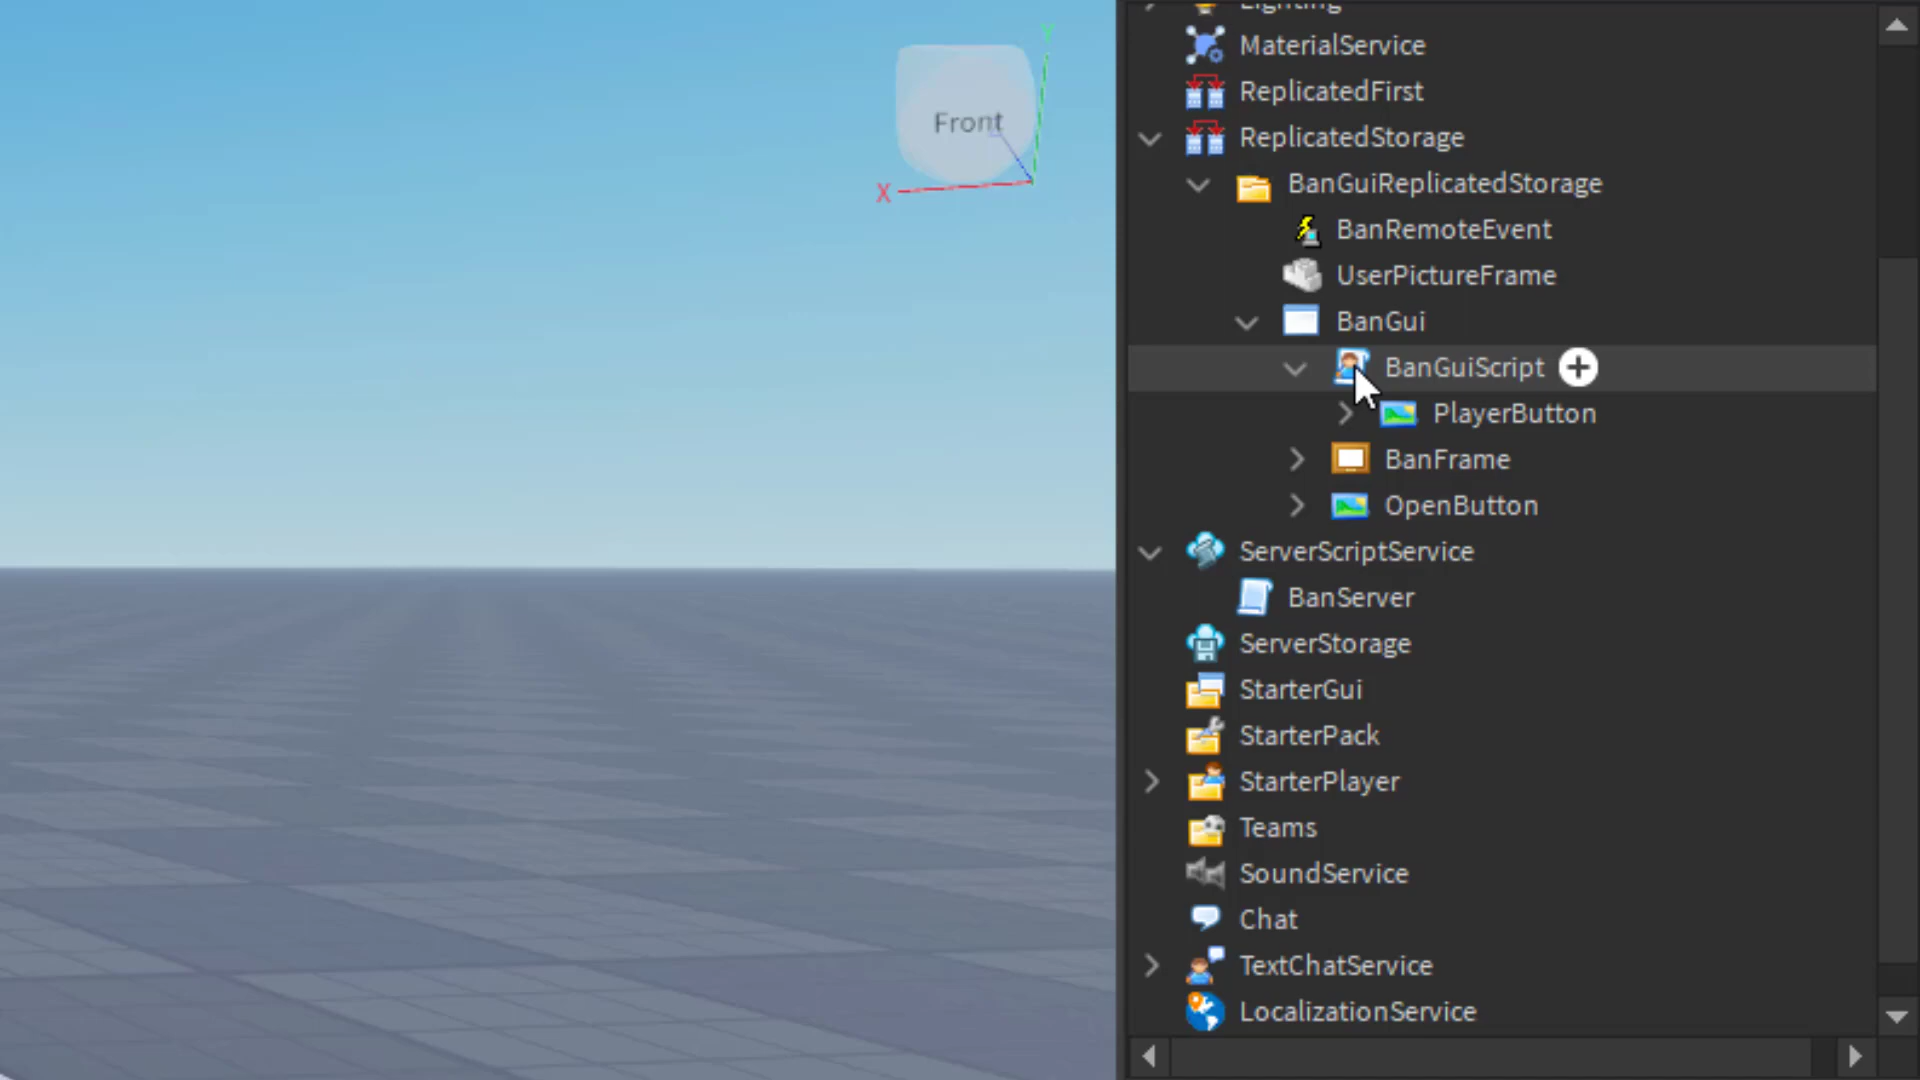 Y
Front
X
Lighting
MaterialService
ReplicatedFirst
ReplicatedStorage
BanGuiReplicatedStorage
BanRemoteEvent
UserPictureFrame
BanGui
BanGuiScript
PlayerButton
BanFrame
OpenButton
ServerScriptService
BanServer
ServerStorage
StarterGui
StarterPack
StarterPlayer
Teams
SoundService
Chat
TextChatService
LocalizationService